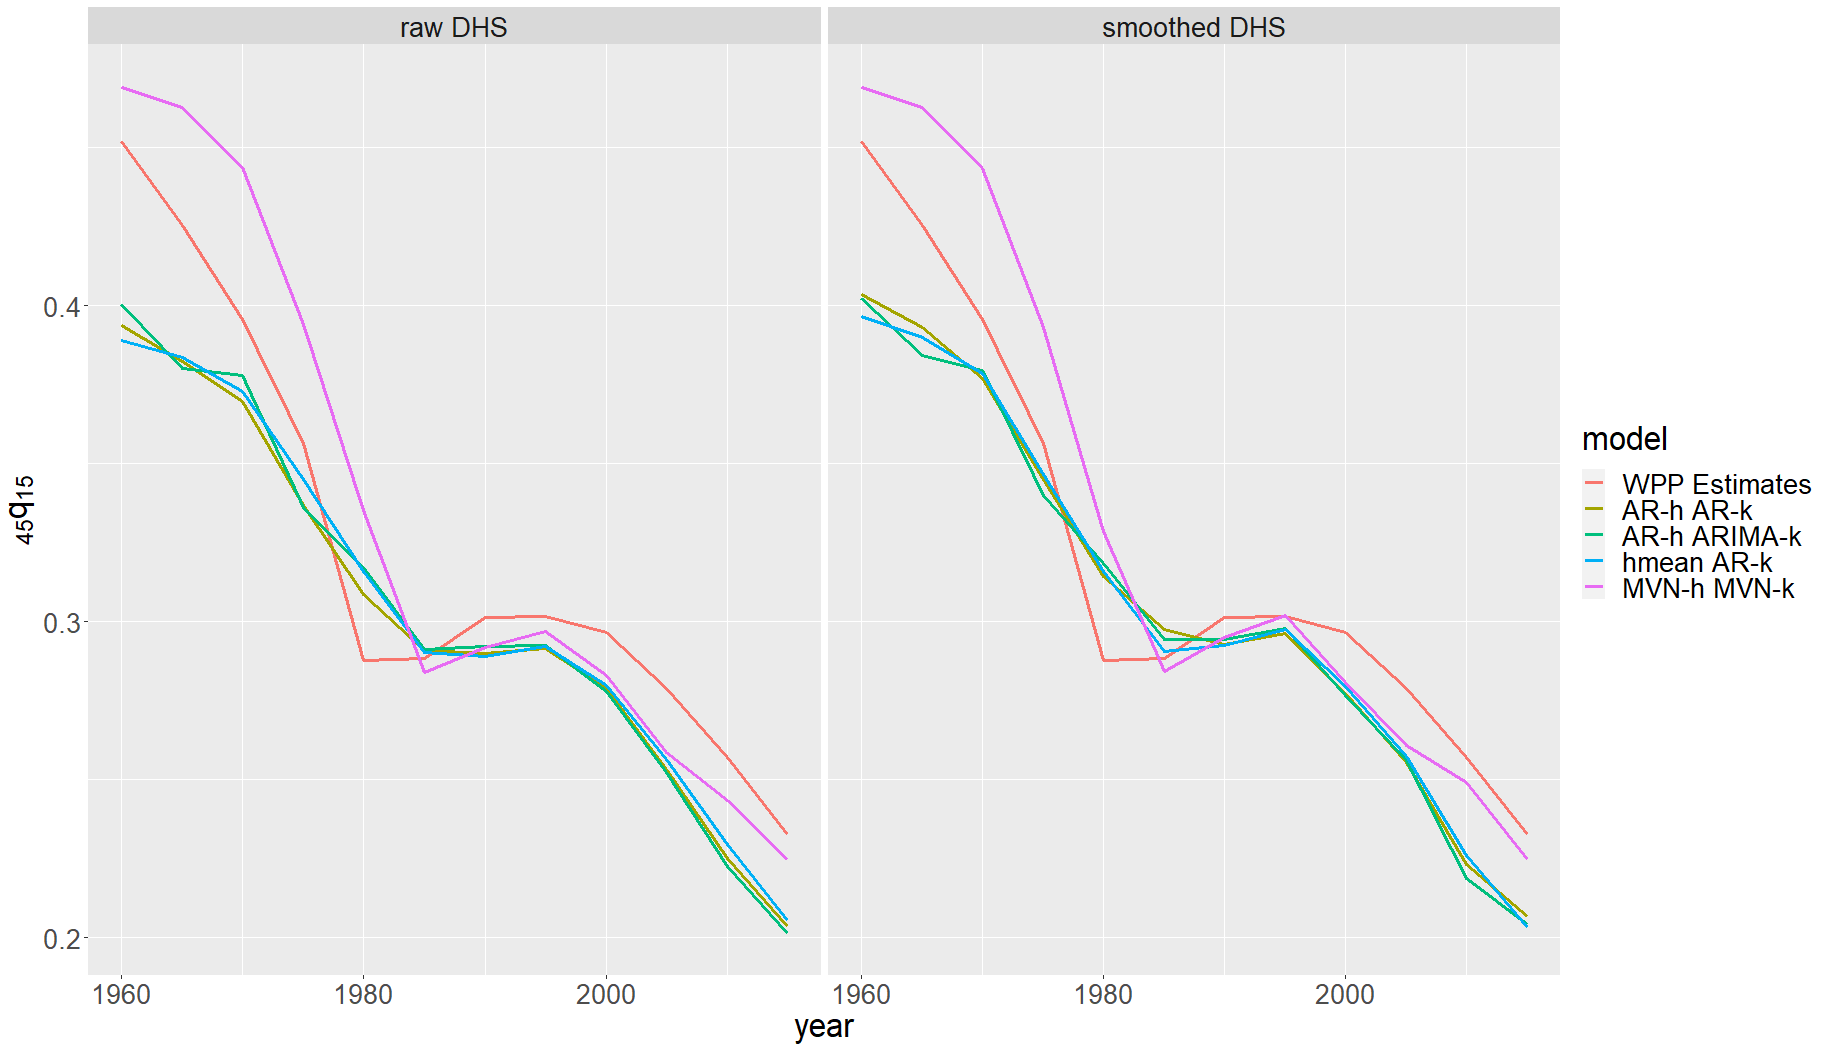 raw DHS
smoothed DHS
0.4
0.3
0.2
45q15
1960
1980
2000
1960
1980
2000
year
model
WPP Estimates
AR-h AR-k
AR-h ARIMA-k
hmean AR-k
MVN-h MVN-k